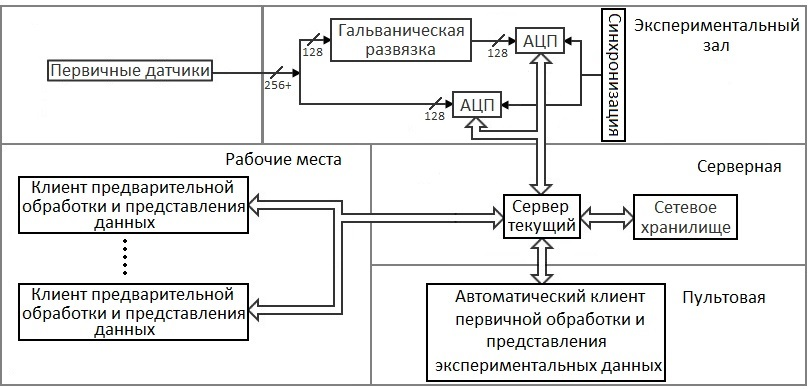 Экспериментальный
зал
Гальваническая
развязка
АЦП
128
128
Первичные датчики
256+
128
АЦП
Синхронизация
Рабочие места
Клиент предварительной
обработки и представления
данных
Клиент предварительной
обработки и представления
данных
Серверная
Сервер
текущий
Сетевое
хранилище
Пультовая
Автоматический клиент
первичной обработки и
представления
экспериментальных данных